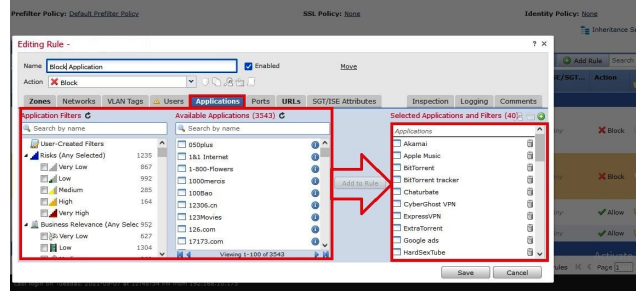 Prefilter Policy: Default Prefilter Policy
SSL Policy: None
Identity Policy: None
Inheritance Se
Editing Rule -
? X
Name Block Application
Enabled
Move
Action Block
Zones Networks VLAN Tags Users Applications Ports URLs SGT/ISE Attributes Inspection Logging Comments
Application Filters
Search by name
User-Created Filters
Risks (Any Selected) 1235
Very Low 867
Low 992
Medium 285
High 164
Very High
Business Relevance (Any Selec 952
Very Low 627
Low 1304
Available Applications (3543)
Search by name
050plus
1&1 Internet
1-800-Flowers
1000mercis
100Bao
12306.cn
123Movies
126.com
17173.com
Viewing 1-100 of 3543
Add to Rule
Selected Applications and Filters (40)
Applications
Akamai
Apple Music
BitTorrent
BitTorrent tracker
Chaturbate
CyberGhost VPN
ExpressVPN
ExtraTorrent
Google ads
HardSexTube
Save Cancel
Add Rule Search
SE/SGT... Action
Block
Block
Allow
Allow
ules Page 1